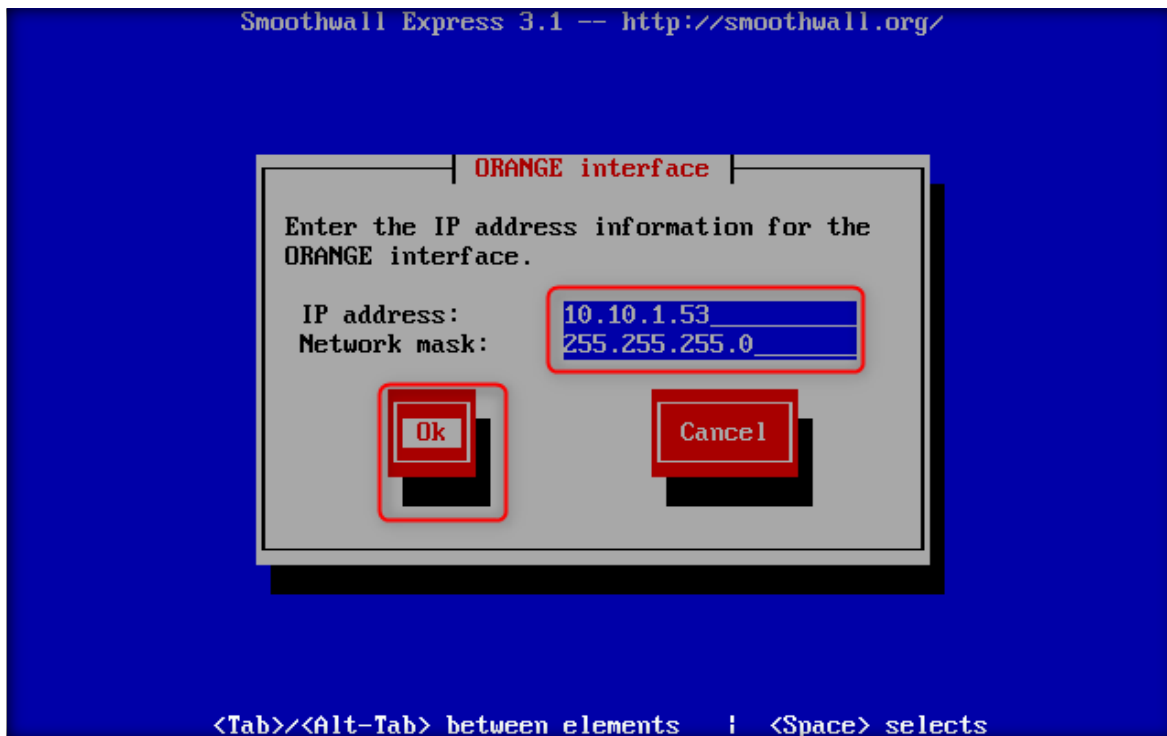 Smoothwall Express 3.1 -- http://smoothwall.org/
ORANGE interface
Enter the IP address information for the
ORANGE interface.
IP address: 10.10.1.53
Network mask: 255.255.255.0
Ok Cancel
<Tab>/<Alt-Tab> between elements | <Space> selects